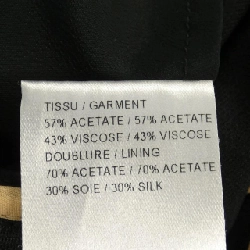 TISSU / GARMENT
57% ACETATE / 57% ACETATE
43% VISCOSE / 43% VISCOSE
DOUBLURE / LINING
70% ACETATE / 70% ACETATE
30% SOIE / 30% SILK